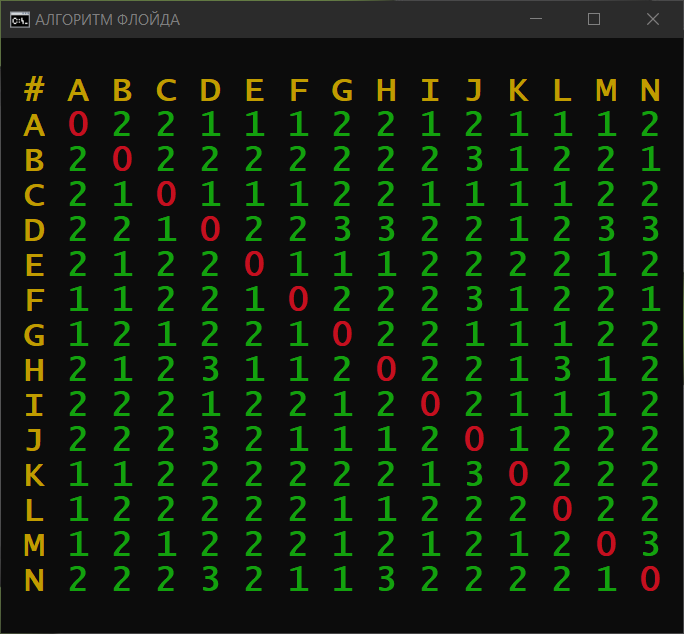 АЛГОРИТМ ФЛОЙДА
# A B C D E F G H I J K L M N
A 0 2 2 1 1 1 2 2 1 2 1 1 1 2
B 2 0 2 2 2 2 2 2 2 3 1 2 2 1
C 2 1 0 1 1 1 2 2 1 1 1 1 2 2
D 2 2 1 0 2 2 3 3 2 2 1 2 3 3
E 2 1 2 2 0 1 1 1 2 2 2 2 1 2
F 1 1 2 2 1 0 2 2 2 3 1 2 2 1
G 1 2 1 2 2 1 0 2 2 1 1 1 2 2
H 2 1 2 3 1 1 2 0 2 2 1 3 1 2
I 2 2 2 1 2 2 1 2 0 2 1 1 1 2
J 2 2 2 3 2 1 1 1 2 0 1 2 2 2
K 1 1 2 2 2 2 2 2 1 3 0 2 2 2
L 1 2 2 2 2 2 1 1 2 2 2 0 2 2
M 1 2 1 2 2 2 1 2 1 2 1 2 0 3
N 2 2 2 3 2 1 1 3 2 2 2 2 1 0